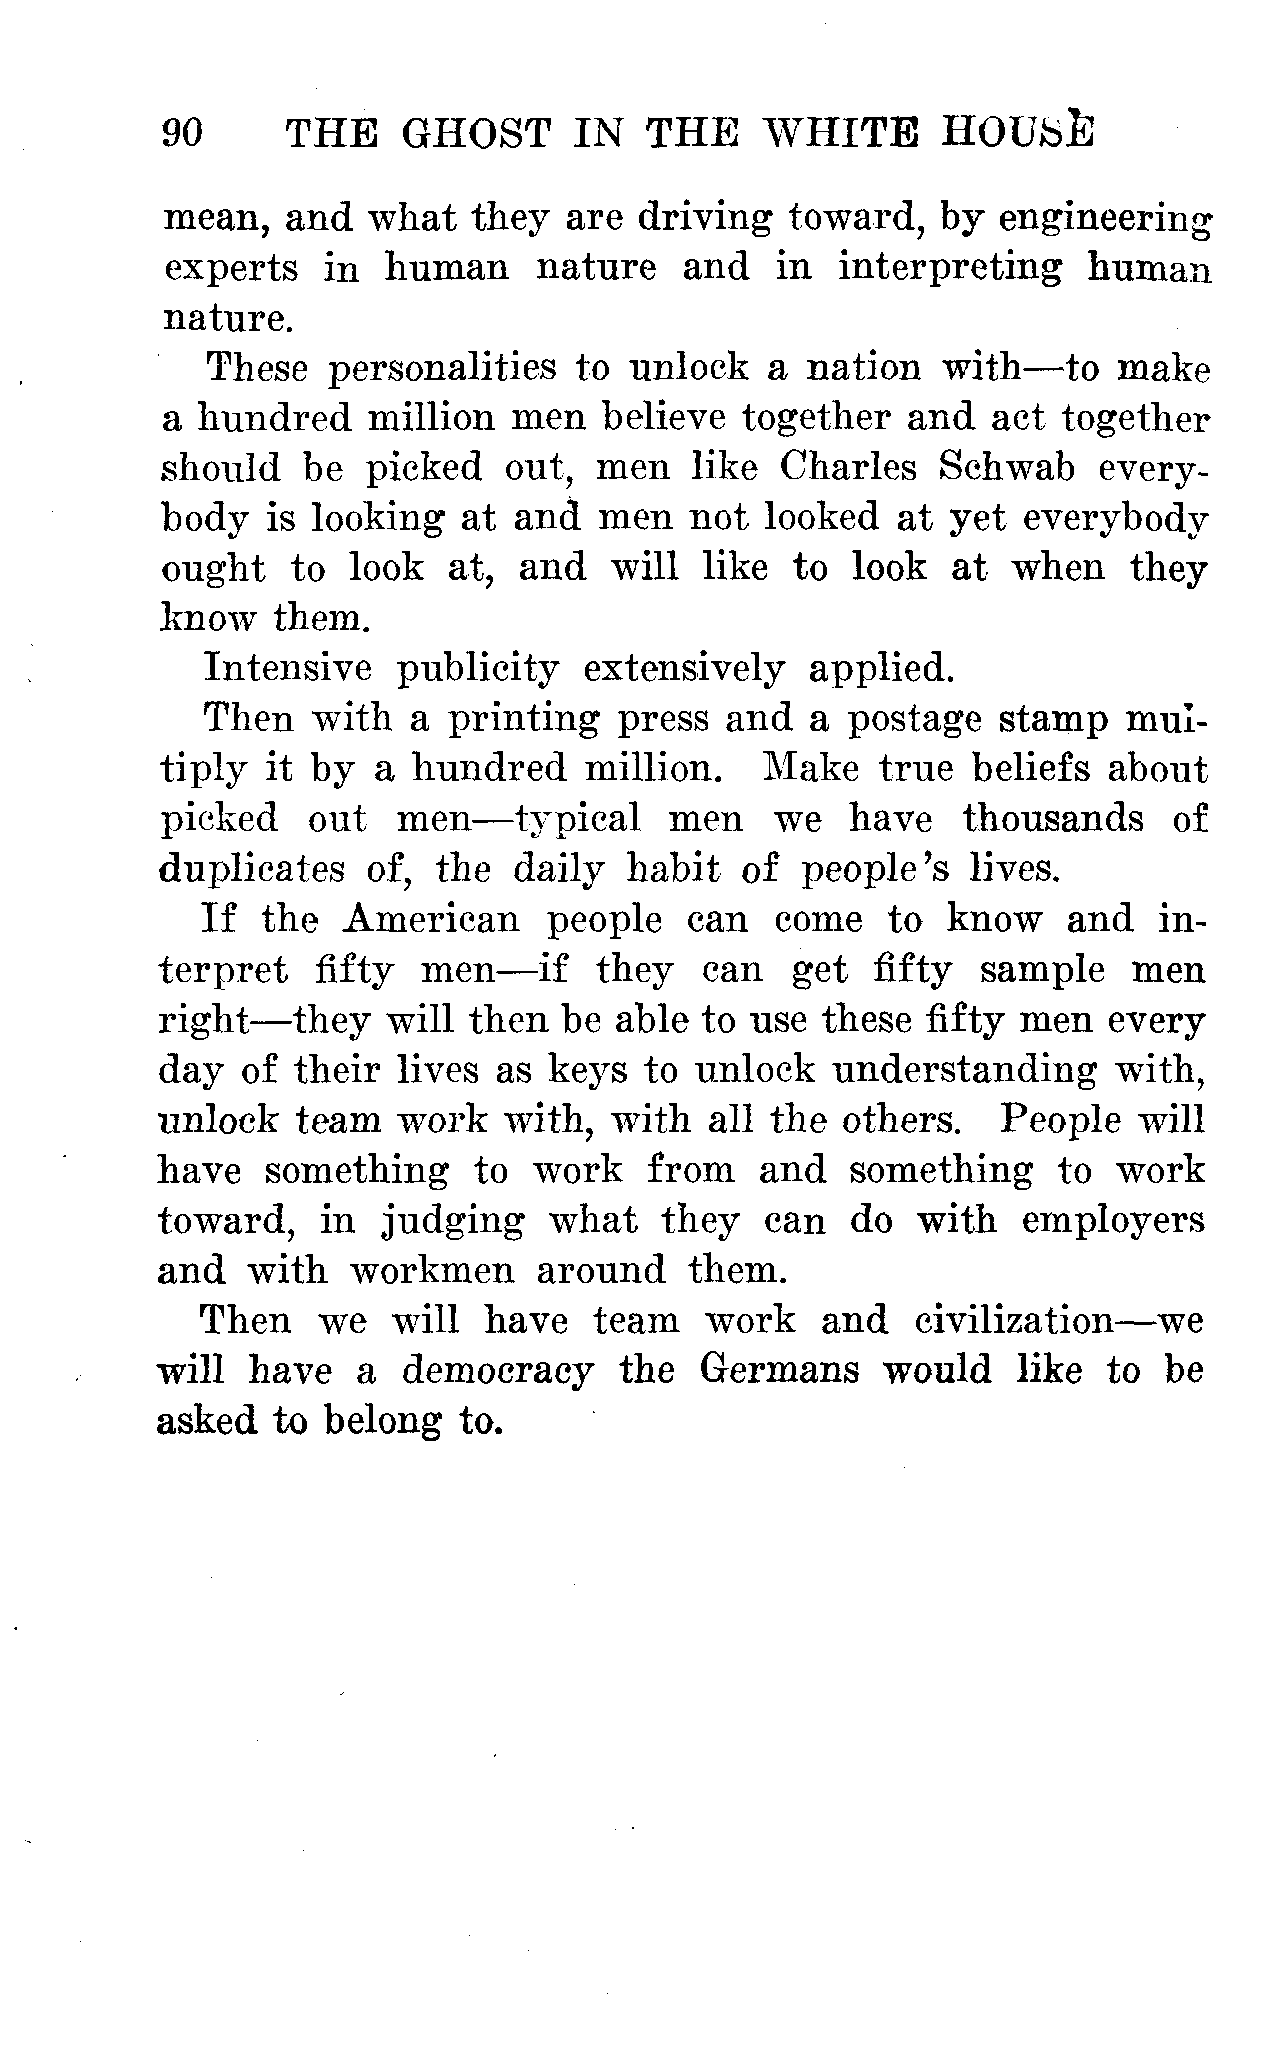 90 THE GHOST IN THE WHITE HOUSE
mean, and what they are driving toward, by engineering
experts in human nature and in interpreting human
nature.
These personalities to unlock a nation with—to make
a hundred million men believe together and act together
should be picked out, men like Charles Schwab every-
body is looking at and men not looked at yet everybody
ought to look at, and will like to look at when they
know them.
Intensive publicity extensively applied.
Then with a printing press and a postage stamp mul-
tiply it by a hundred million. Make true beliefs about
picked out men—typical men we have thousands of
duplicates of, the daily habit of people's lives.
If the American people can come to know and in-
terpret fifty men—if they can get fifty sample men
right—they will then be able to use these fifty men every
day of their lives as keys to unlock understanding with,
unlock team work with, with all the others. People will
have something to work from and something to work
toward, in judging what they can do with employers
and with workmen around them.
Then we will have team work and civilization—we
will have a democracy the Germans would like to be
asked to belong to.